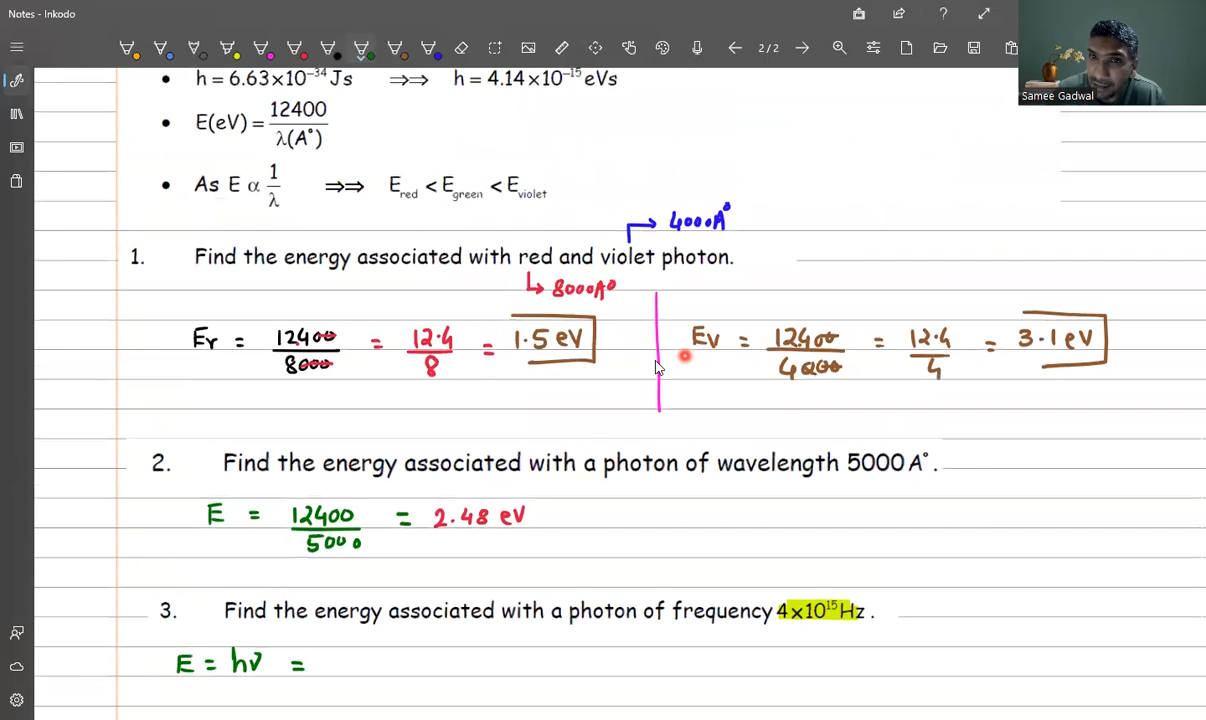 Notes - Inkodo
2/2
Samee Gadwal
• h = 6.63×10⁻³⁴ Js ⇒⇒ h = 4.14×10⁻¹⁵ eVs
• E(eV) = 12400 / λ(A°)
• As E α 1/λ ⇒⇒ E_red < E_green < E_violet
→ 4000A°
1. Find the energy associated with red and violet photon.
↳ 8000A°
Er = 12400 / 8000 = 12.4 / 8 = 1.5 eV
Ev = 12400 / 4000 = 12.4 / 4 = 3.1 eV
2. Find the energy associated with a photon of wavelength 5000 A°.
E = 12400 / 5000 = 2.48 eV
3. Find the energy associated with a photon of frequency 4×10¹⁵Hz.
E = hν =